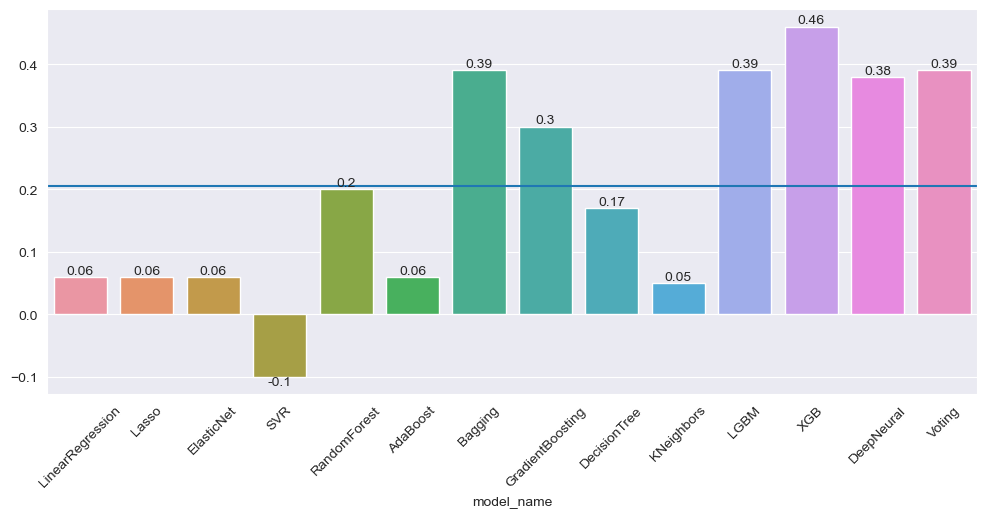 0.46
0.4
0.39
0.39
0.38
0.39
0.3
0.3
0.2
0.2
0.17
0.1
0.06
0.06
0.06
0.06
0.05
0.0
−0.1
-0.1
LinearRegression
Lasso
ElasticNet
SVR
RandomForest
AdaBoost
Bagging
GradientBoosting
DecisionTree
KNeighbors
LGBM
XGB
DeepNeural
Voting
model_name